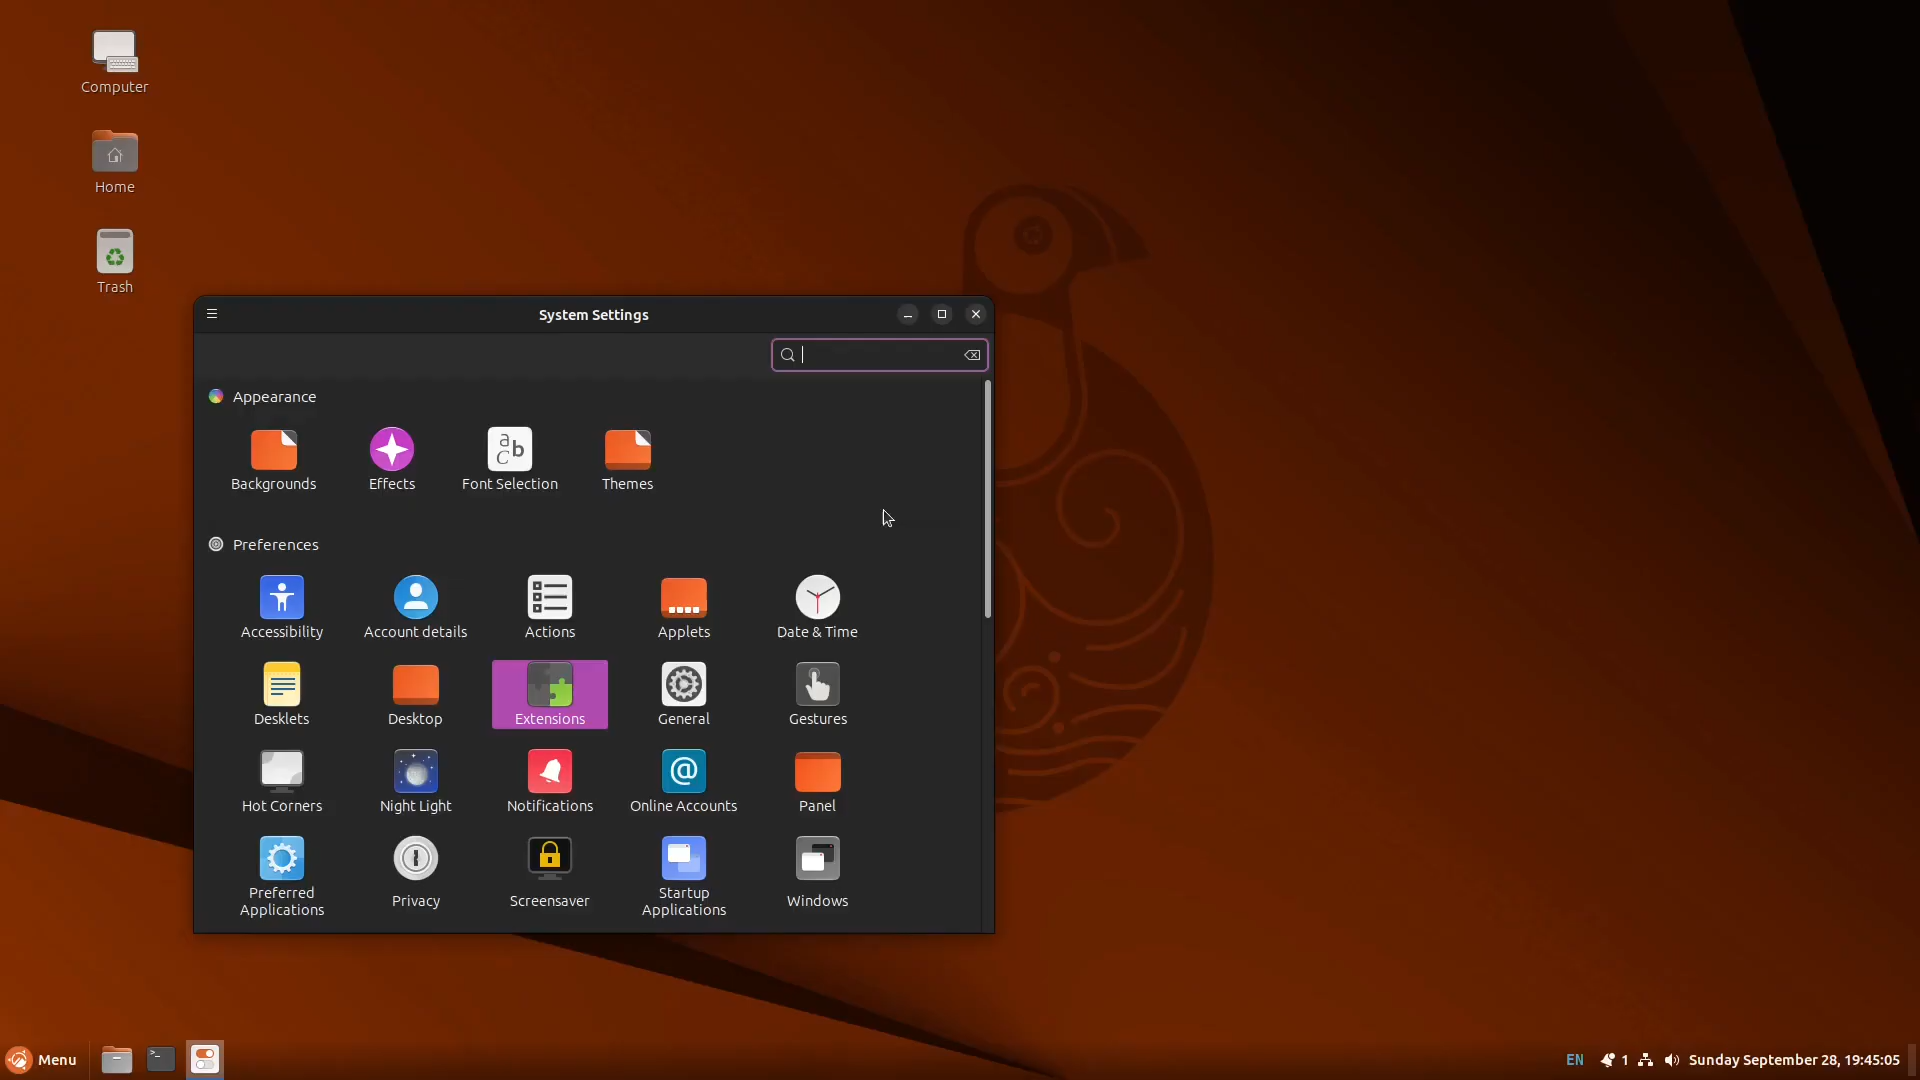 Computer
Home
Trash
System Settings
Appearance
Backgrounds
Effects
Font Selection
Themes
Preferences
Accessibility
Account details
Actions
Applets
Date & Time
Desklets
Desktop
Extensions
General
Gestures
Hot Corners
Night Light
Notifications
Online Accounts
Panel
Preferred
Applications
Privacy
Screensaver
Startup
Applications
Windows
Menu
EN
1
Sunday September 28, 19:45:05